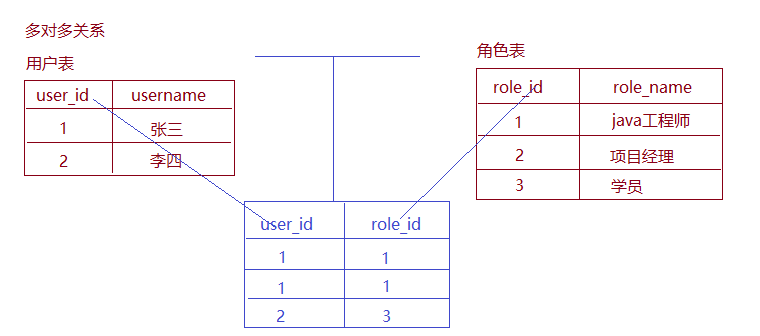 多对多关系
用户表
user_id username
1 张三
2 李四
角色表
role_id role_name
1 java工程师
2 项目经理
3 学员
user_id role_id
1 1
1 1
2 3